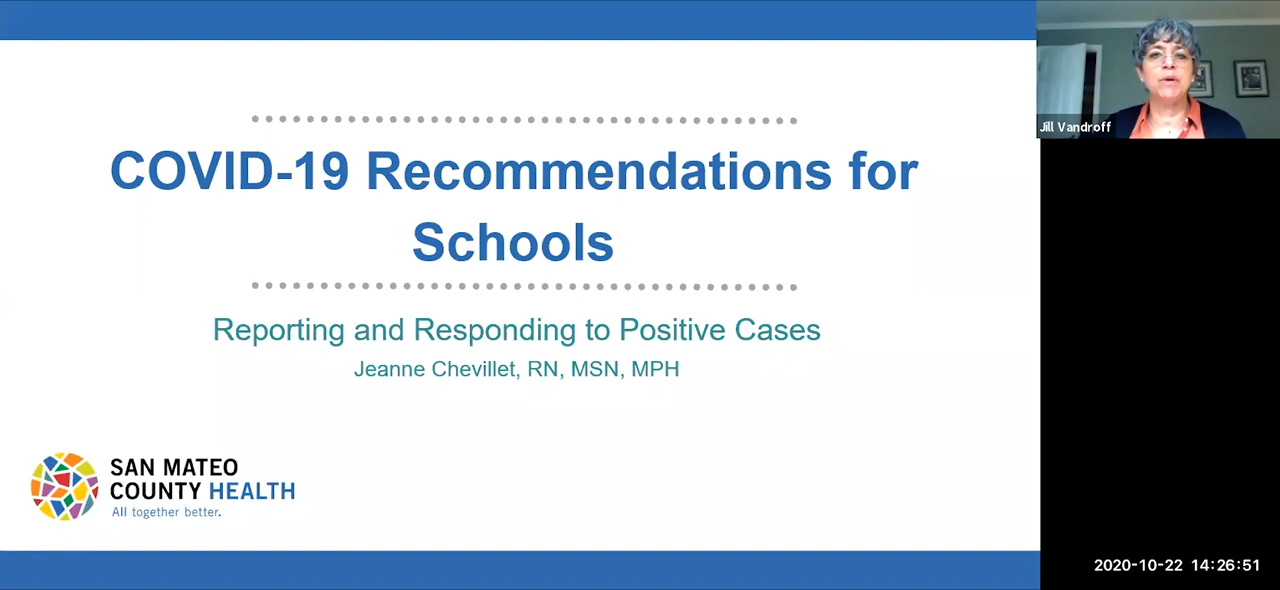 COVID-19 Recommendations for
Schools
Reporting and Responding to Positive Cases
Jeanne Chevillet, RN, MSN, MPH
SAN MATEO
COUNTY HEALTH
All together better.
Jill Vandroff
2020-10-22 14:26:51